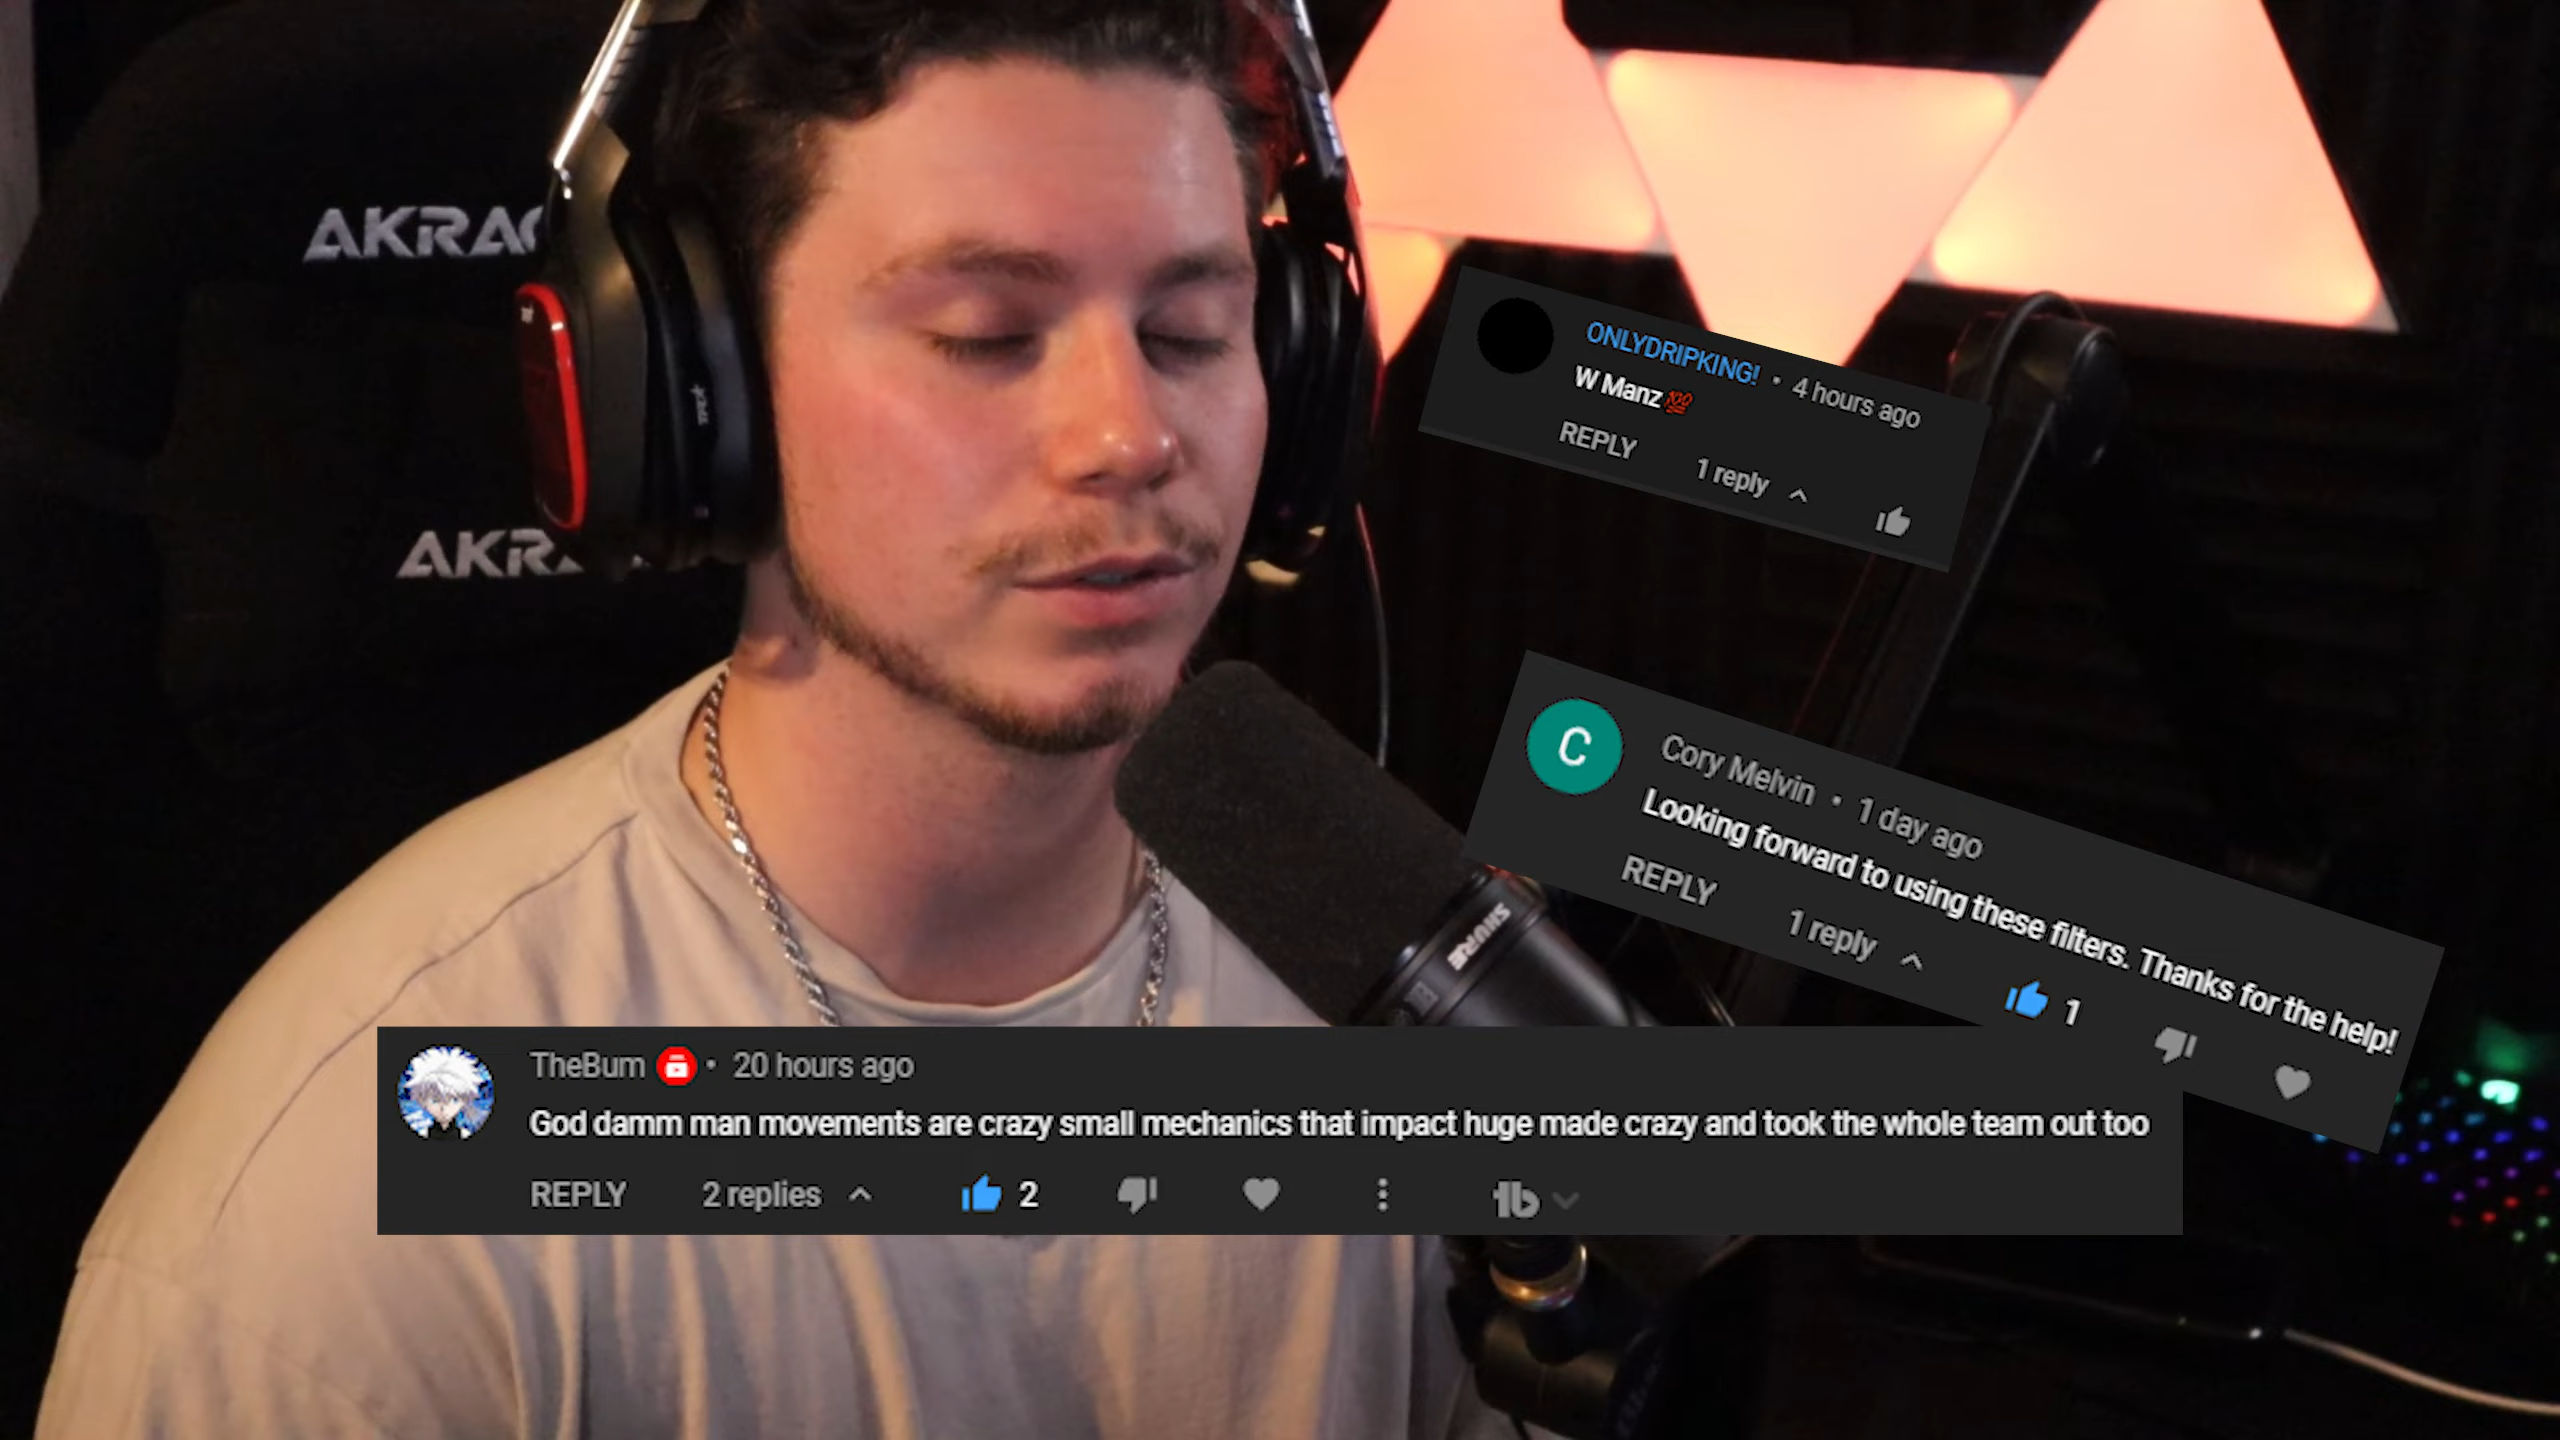 AKRAC
AKR
ONLYDRIPKING! • 4 hours ago
W Manz💯
REPLY 1 reply
Cory Melvin • 1 day ago
C
Looking forward to using these filters. Thanks for the help!
REPLY 1 reply 1
SHURE
TheBum • 20 hours ago
God damm man movements are crazy small mechanics that impact huge made crazy and took the whole team out too
REPLY 2 replies 2